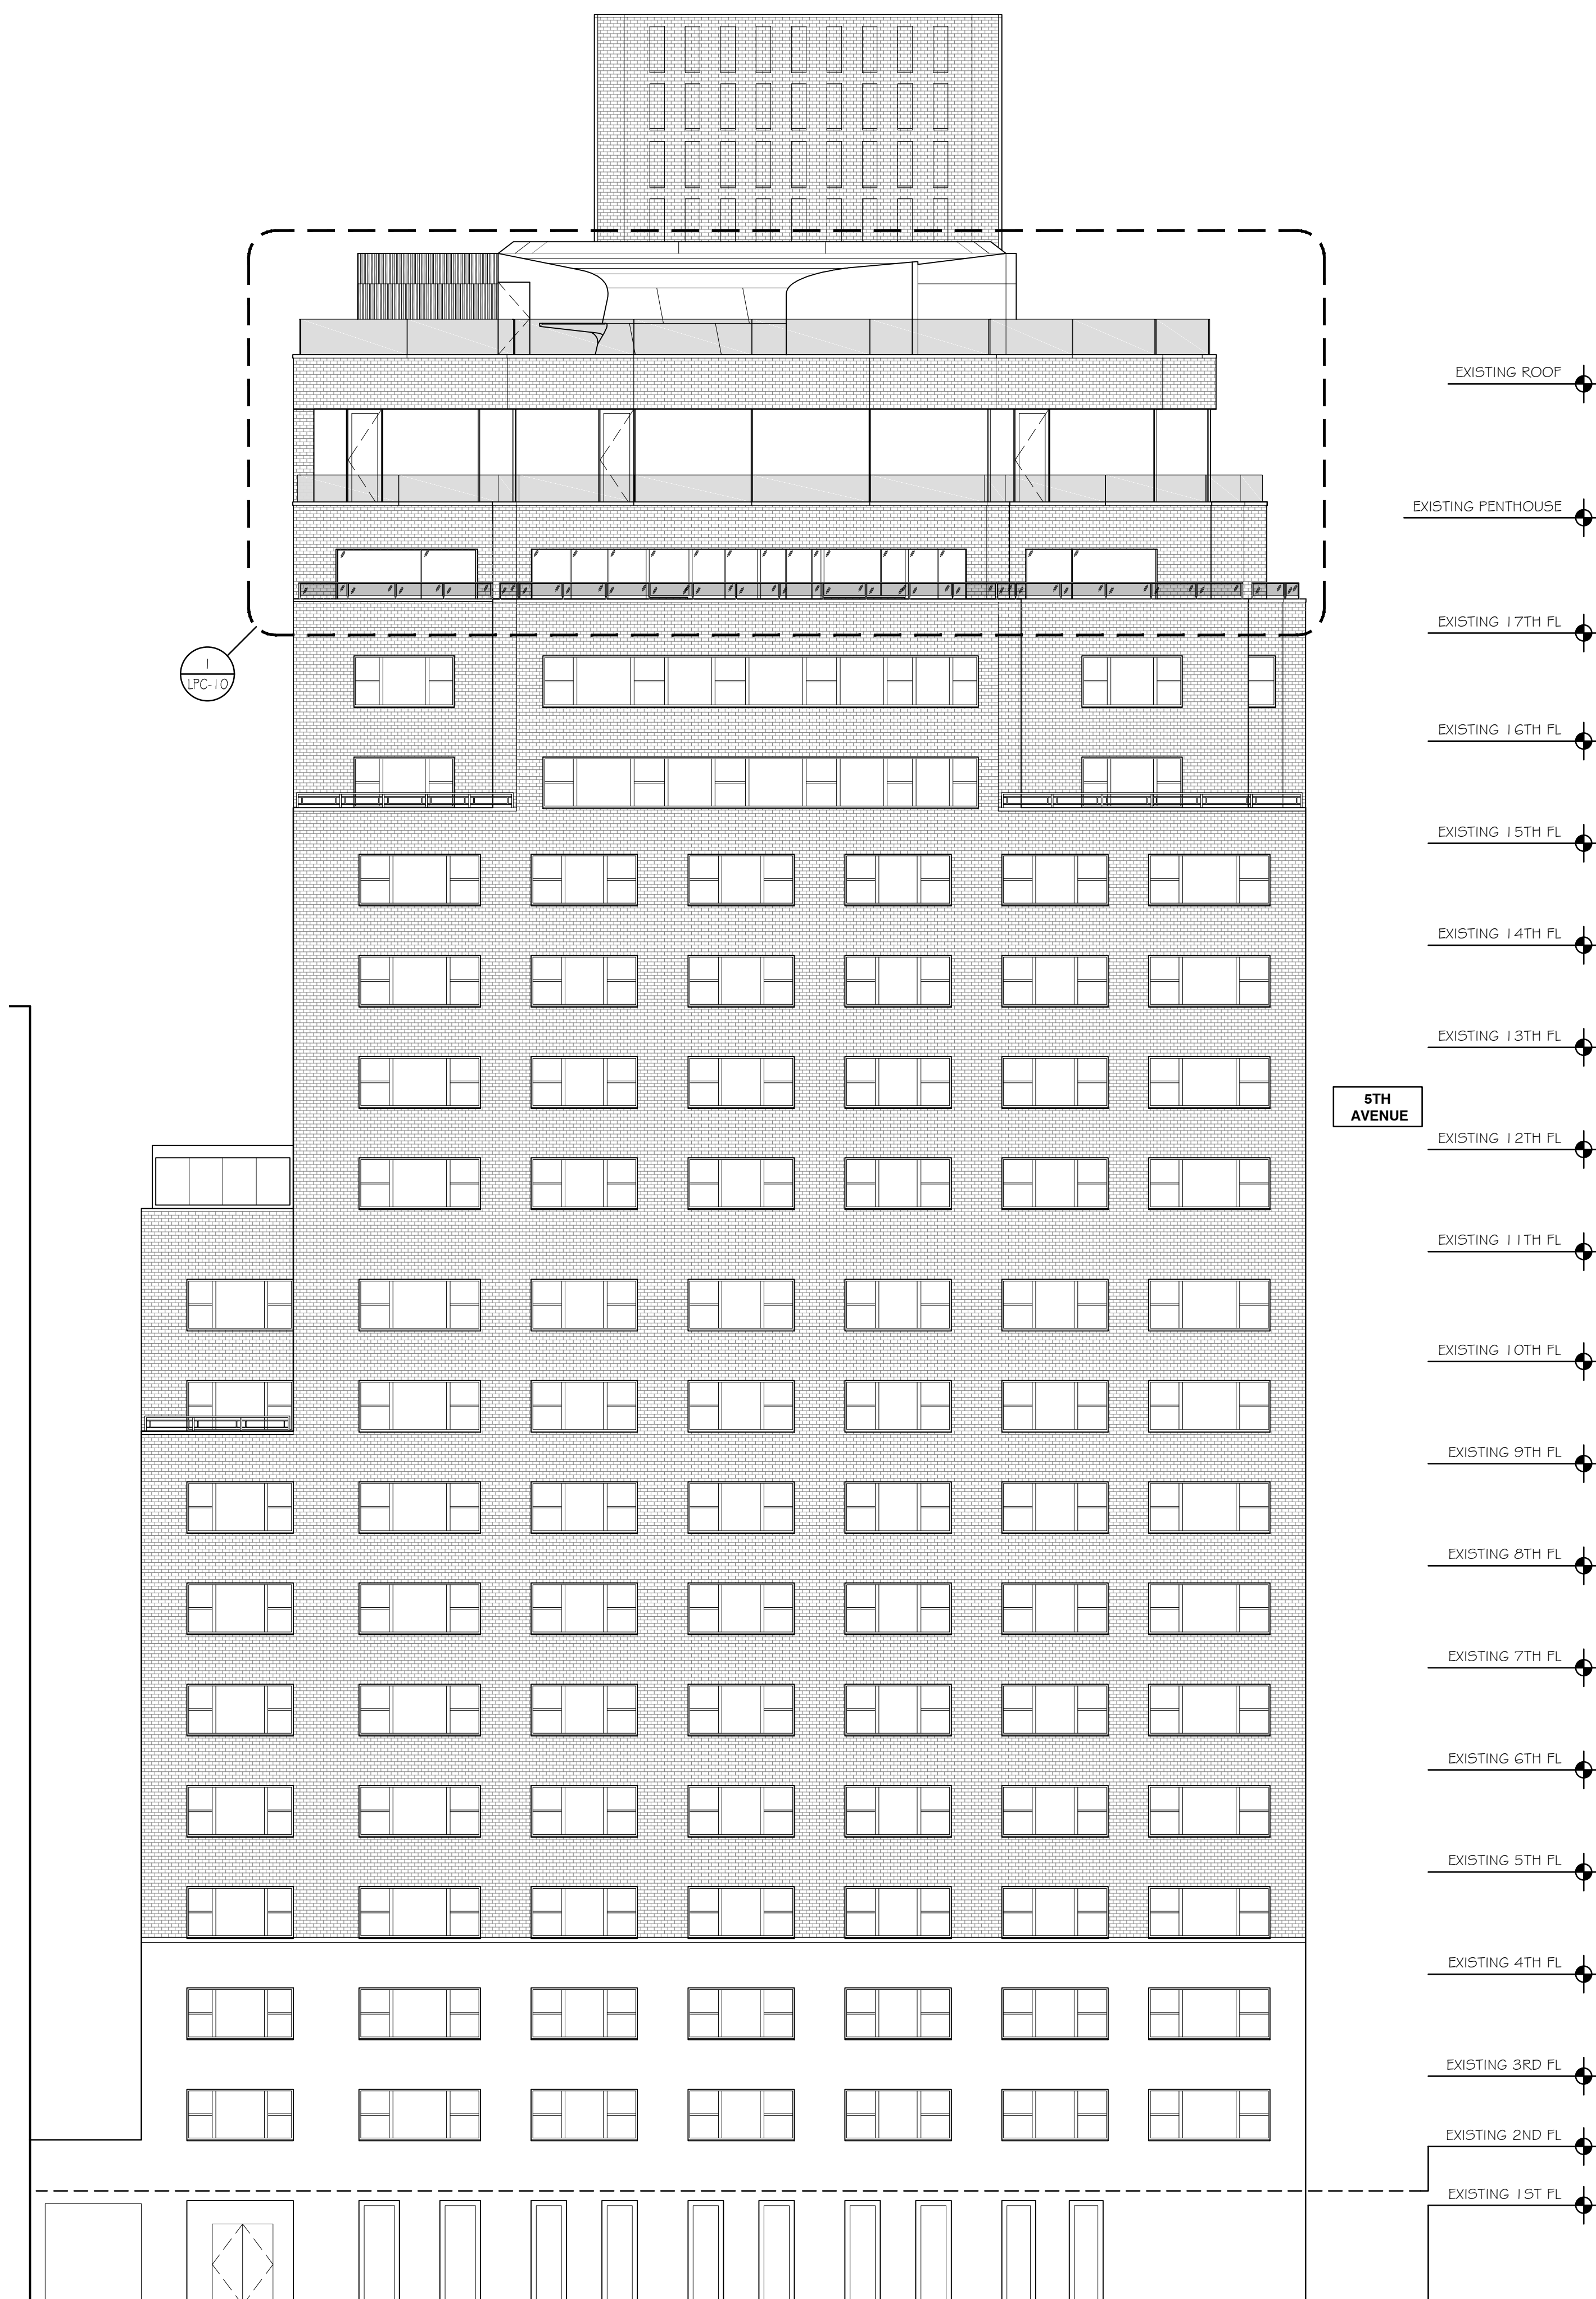 EXISTING ROOF
EXISTING PENTHOUSE
EXISTING 17TH FL
1
LPC-10
EXISTING 16TH FL
EXISTING 15TH FL
EXISTING 14TH FL
EXISTING 13TH FL
5TH
AVENUE
EXISTING 12TH FL
EXISTING 11TH FL
EXISTING 10TH FL
EXISTING 9TH FL
EXISTING 8TH FL
EXISTING 7TH FL
EXISTING 6TH FL
EXISTING 5TH FL
EXISTING 4TH FL
EXISTING 3RD FL
EXISTING 2ND FL
EXISTING 1ST FL